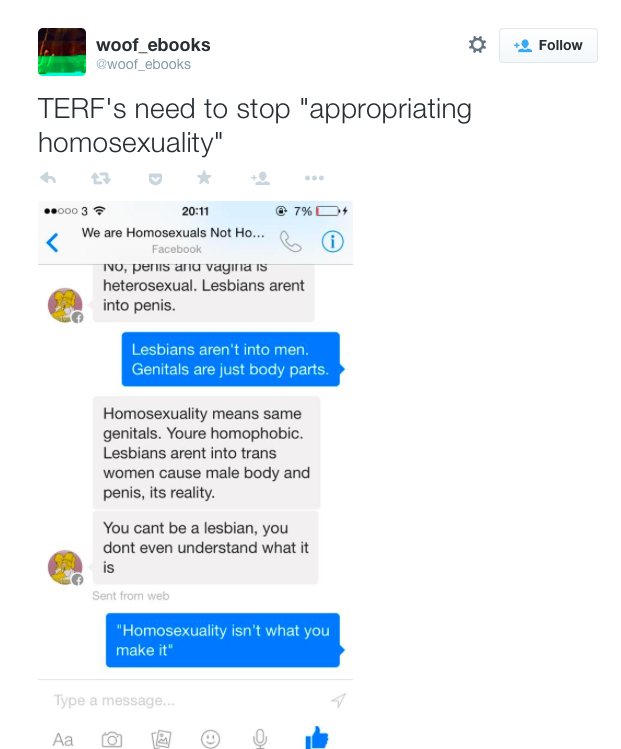 woof_ebooks
@woof_ebooks
Follow
TERF's need to stop "appropriating
homosexuality"
3
20:11
7%
We are Homosexuals Not Ho...
Facebook
No, penis and vagina is
heterosexual. Lesbians arent
into penis.
Lesbians aren't into men.
Genitals are just body parts.
Homosexuality means same
genitals. Youre homophobic.
Lesbians arent into trans
women cause male body and
penis, its reality.
You cant be a lesbian, you
dont even understand what it
is
Sent from web
"Homosexuality isn't what you
make it"
Type a message...
Aa